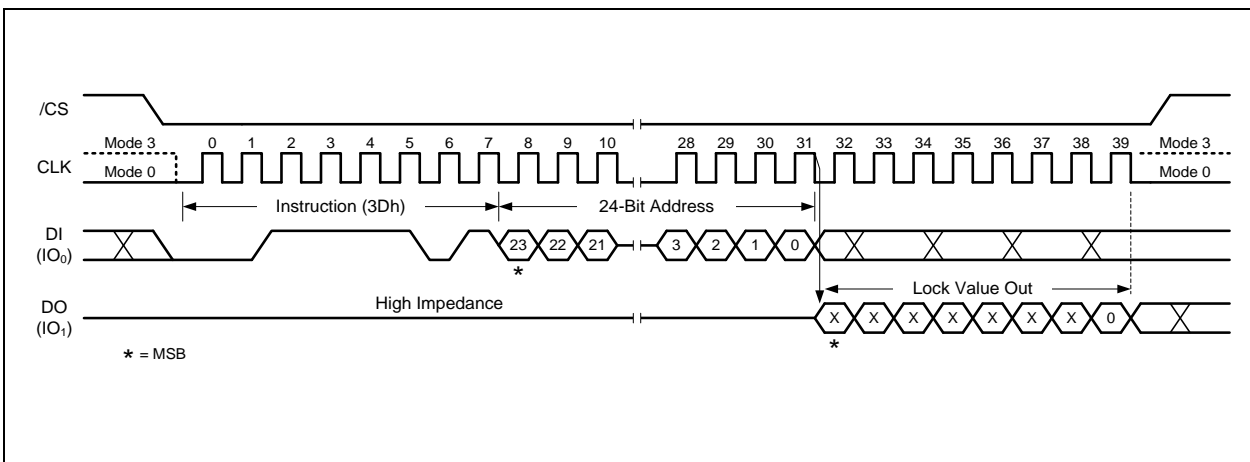 /CS
Mode 3 0 1 2 3 4 5 6 7 8 9 10 28 29 30 31 32 33 34 35 36 37 38 39 Mode 3
CLK
Mode 0 Mode 0
Instruction (3Dh) 24-Bit Address
DI
(IO₀)
23 22 21 3 2 1 0
*
Lock Value Out
High Impedance
DO
(IO₁)
X X X X X X X 0
*
* = MSB